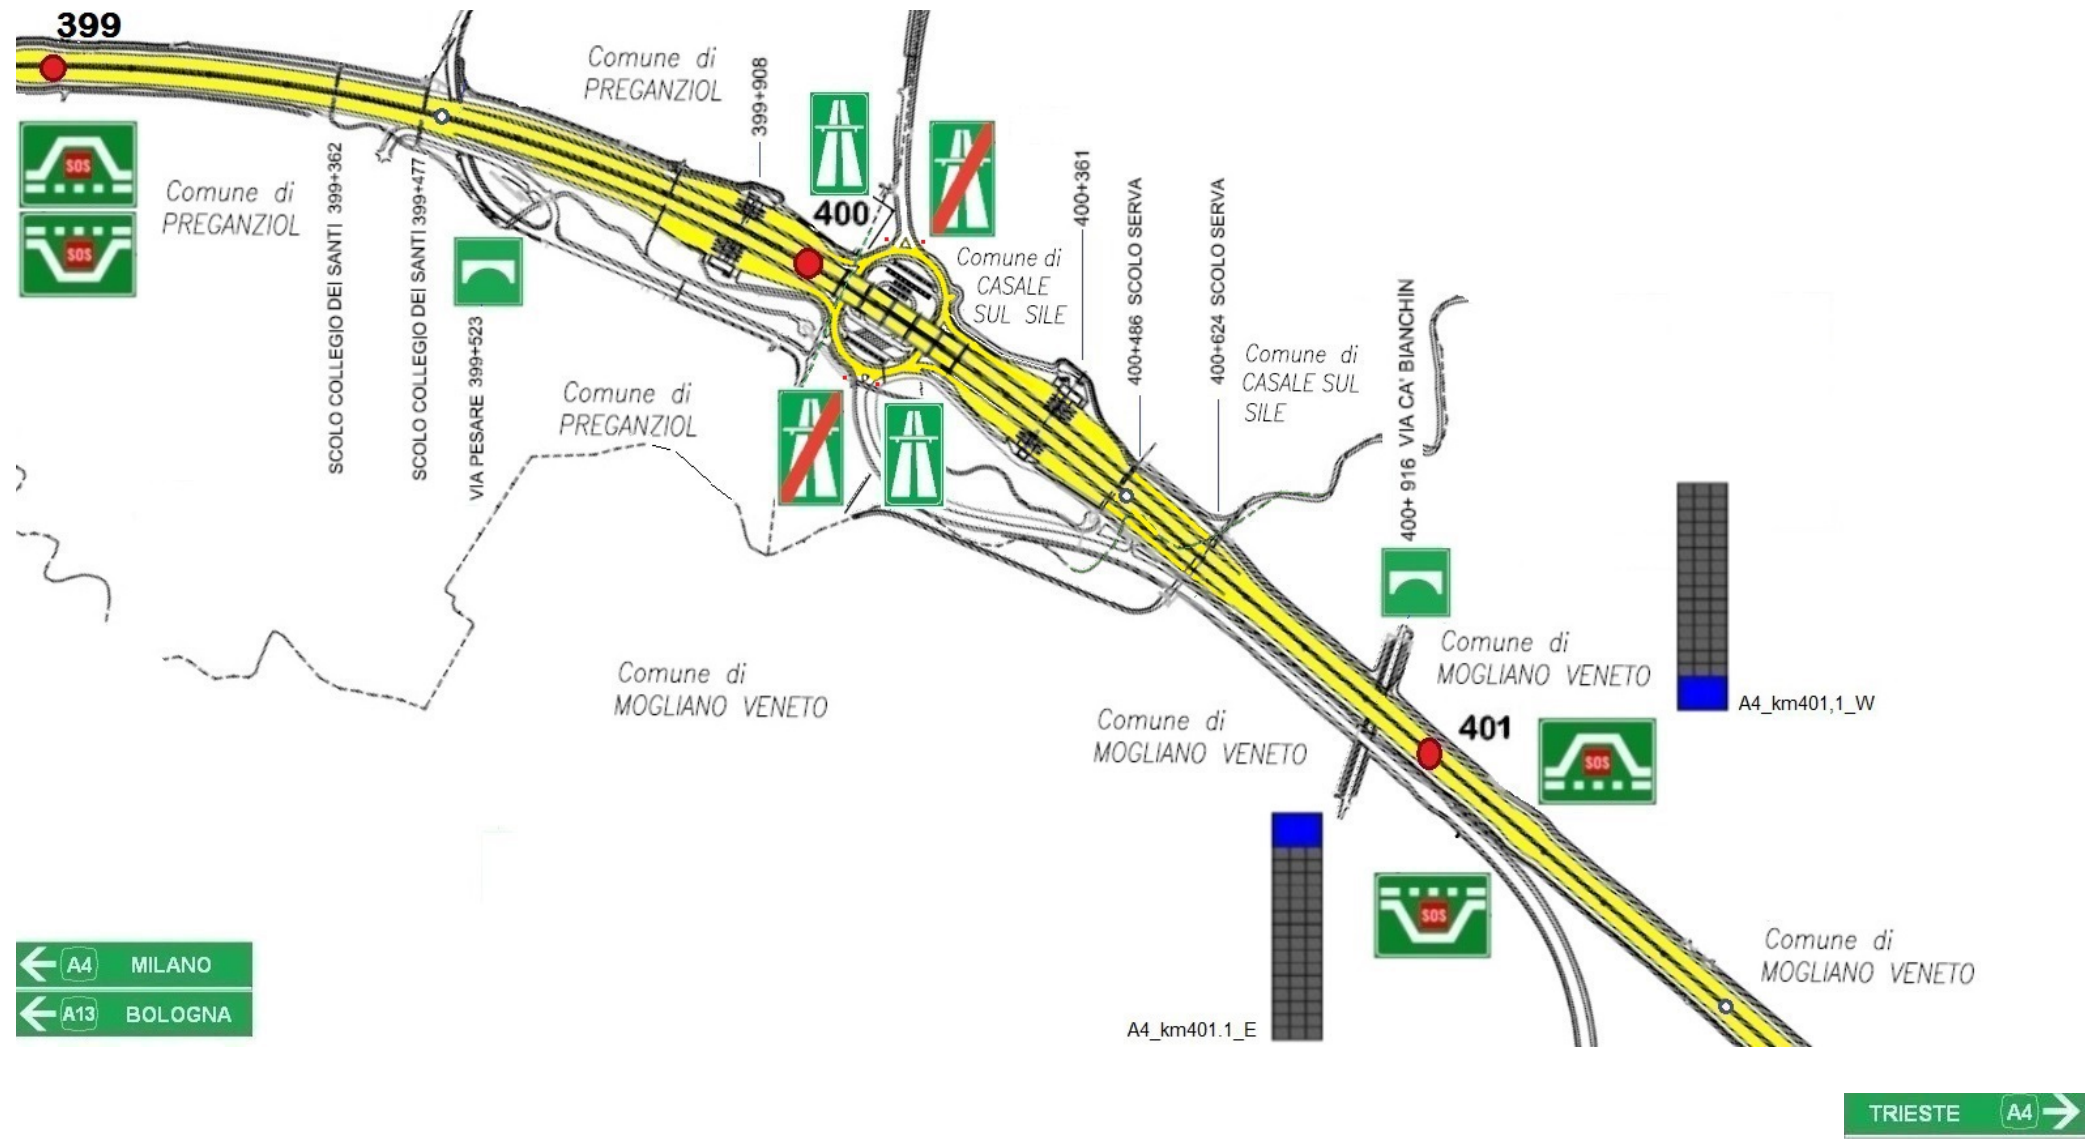 399
Comune di
PREGANZIOL
399+908
400
SOS
SOS
Comune di
PREGANZIOL
SCOLO COLLEGIO DEI SANTI 399+362
SCOLO COLLEGIO DEI SANTI 399+477
VIA PESARE 399+523
Comune di
CASALE
SUL SILE
400+361
400+486 SCOLO SERVA
400+624 SCOLO SERVA
Comune di
CASALE SUL
SILE
400+ 916 VIA CA' BIANCHIN
Comune di
PREGANZIOL
Comune di
MOGLIANO VENETO
Comune di
MOGLIANO VENETO
A4_km401,1_W
Comune di
MOGLIANO VENETO
401
SOS
SOS
Comune di
MOGLIANO VENETO
A4_km401.1_E
A4 MILANO
A13 BOLOGNA
TRIESTE A4